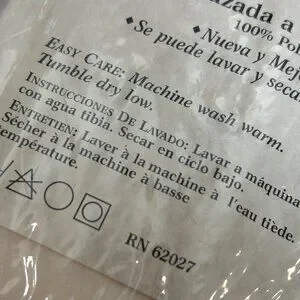 zada a
100% Pol
• Nueva y Mej
• Se puede lavar y seca
EASY CARE: Machine wash warm.
Tumble dry low.
INSTRUCCIONES DE LAVADO: Lavar a máquina
con agua tibia. Secar en ciclo bajo.
ENTRETIEN: Laver à la machine à l'eau tiède.
Sécher à la machine à basse
température.
RN 62027